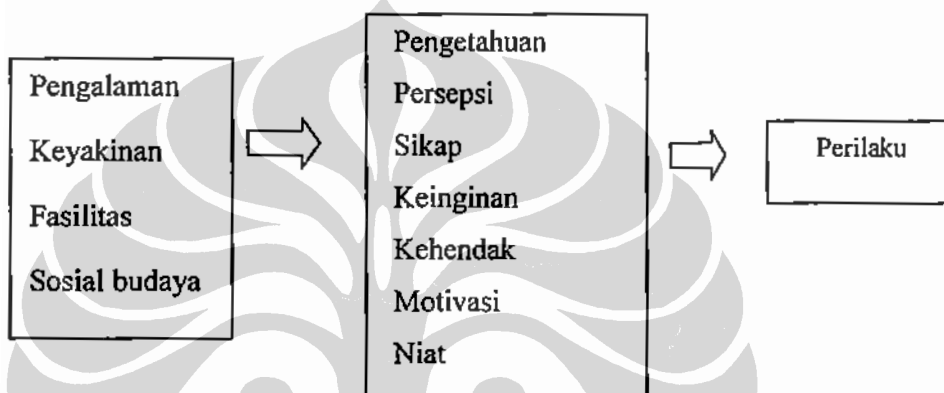 Pengalaman
Keyakinan
Fasilitas
Sosial budaya
Pengetahuan
Persepsi
Sikap
Keinginan
Kehendak
Motivasi
Niat
Perilaku